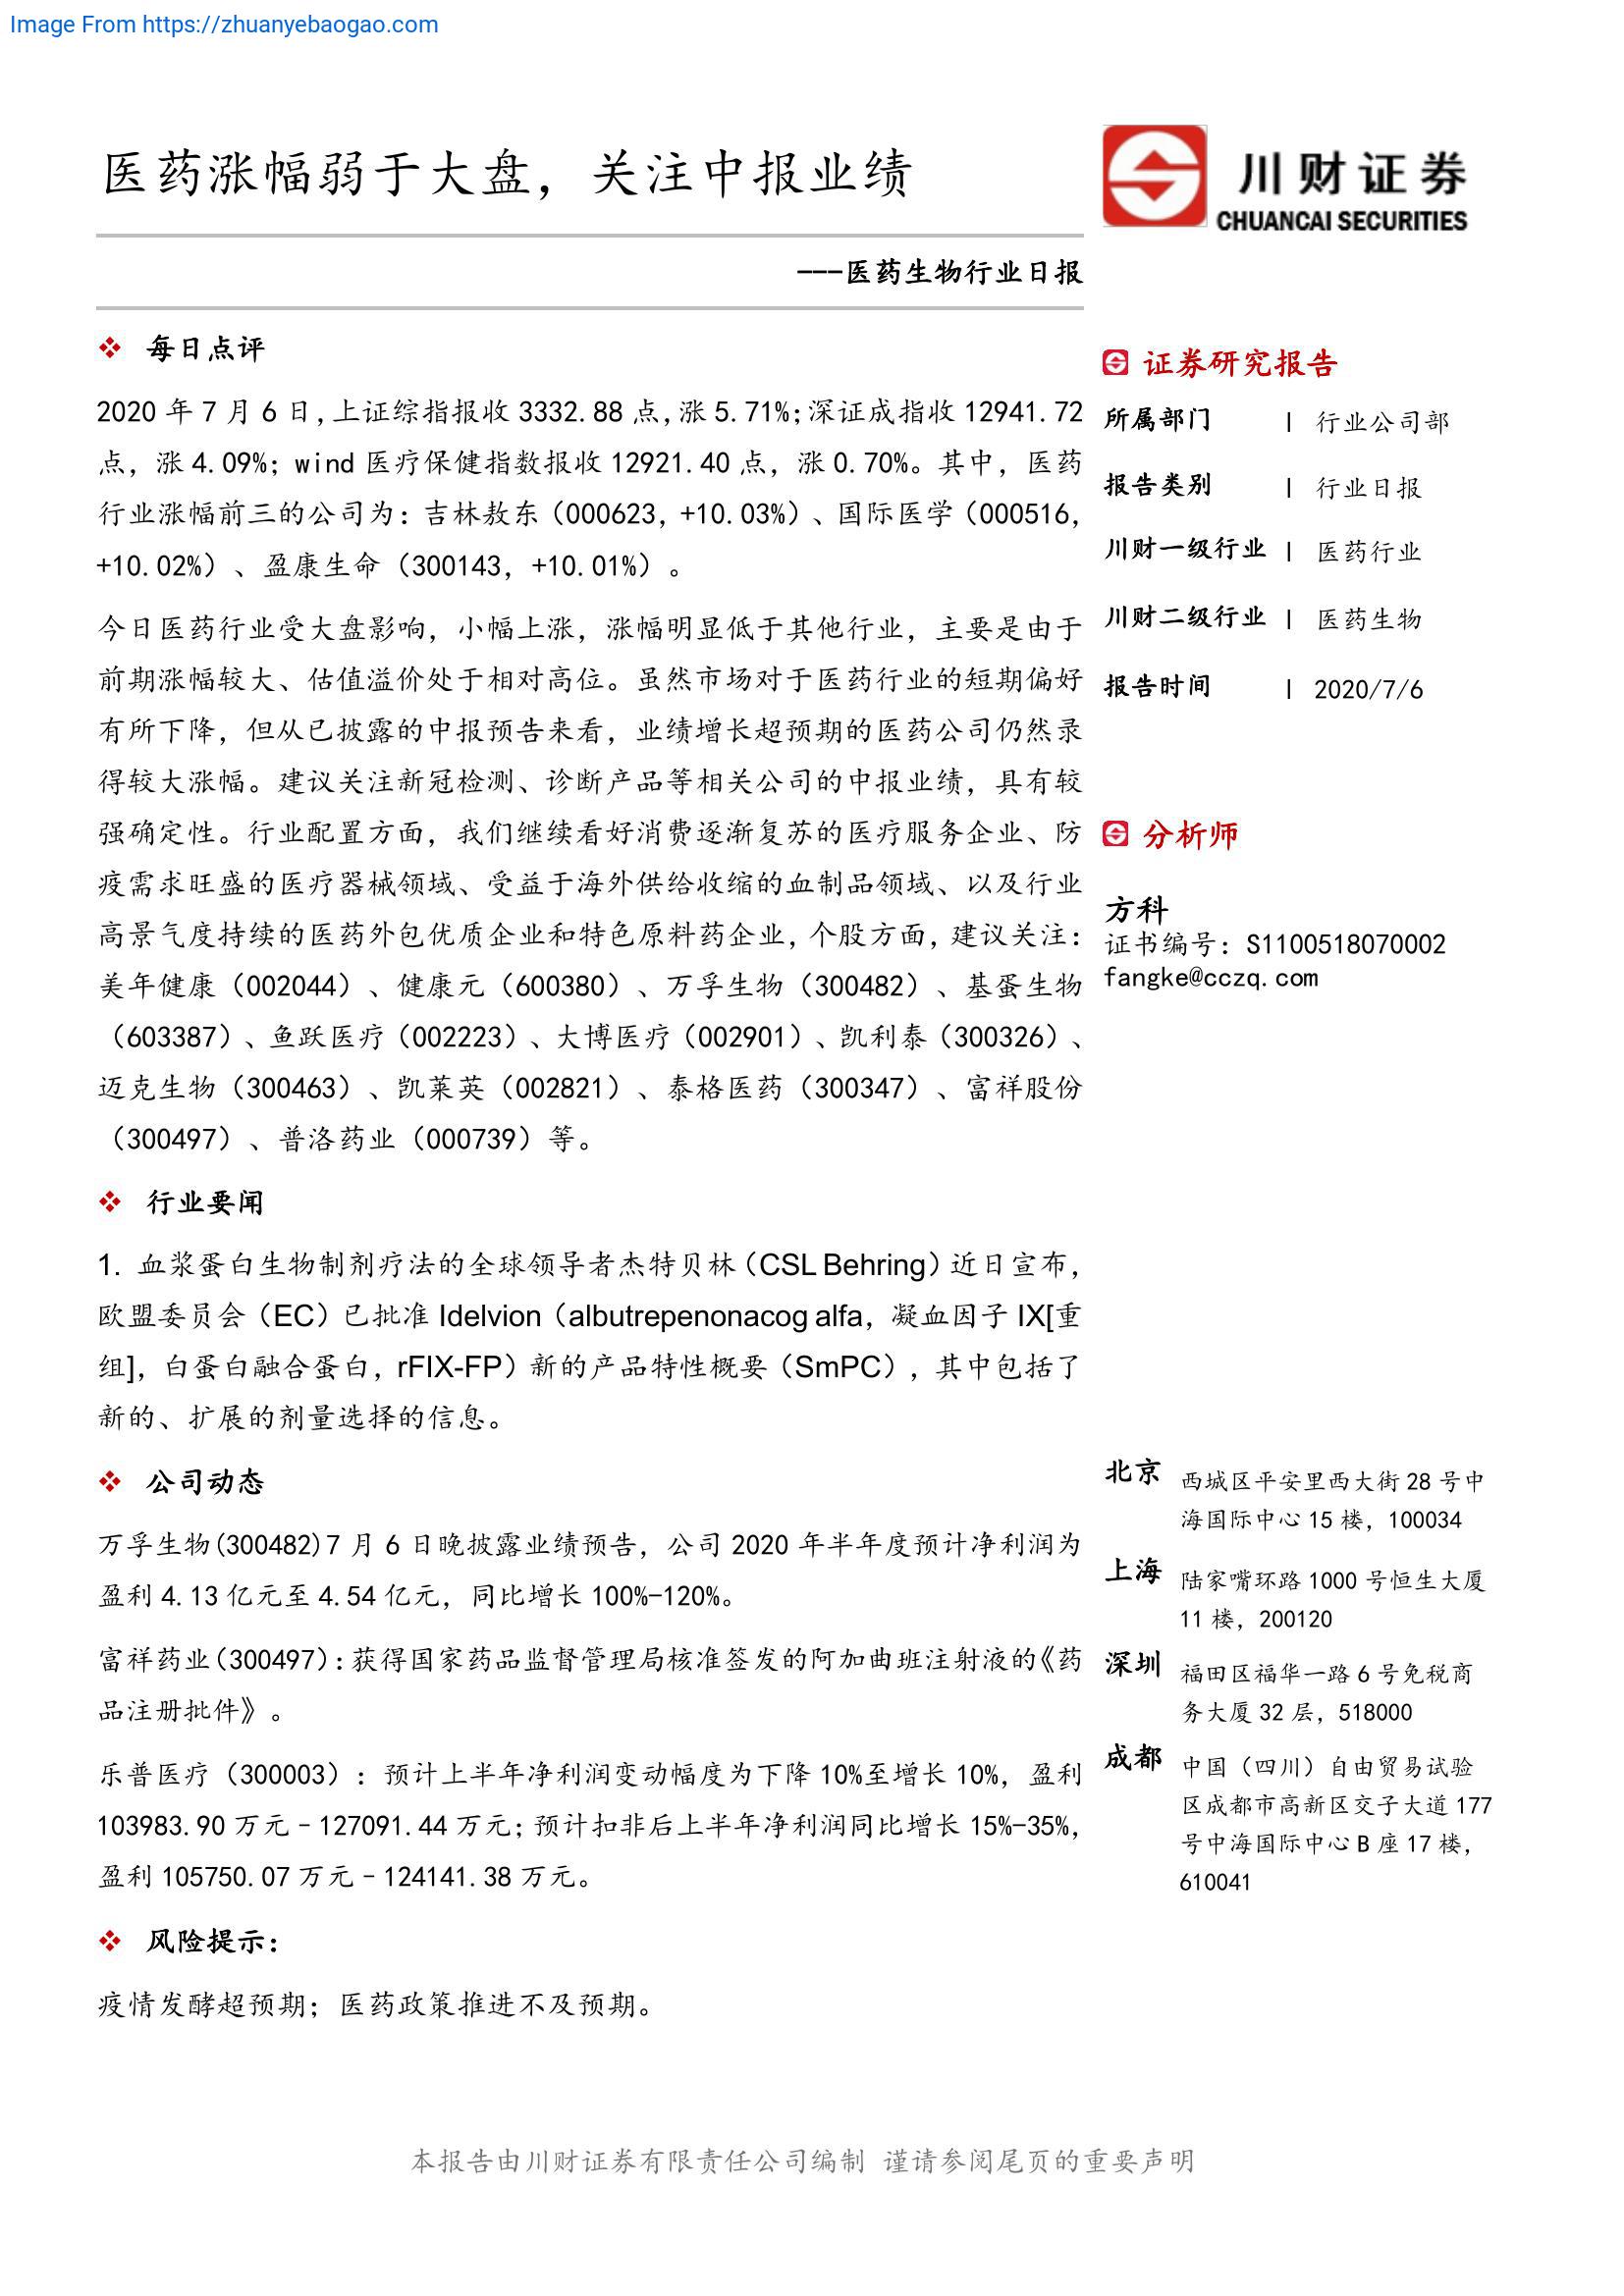 Image From https://zhuanyebaogao.com
医药涨幅弱于大盘，关注中报业绩
川财证券
CHUANCAI SECURITIES
---医药生物行业日报
❖ 每日点评
2020 年 7 月 6 日，上证综指报收 3332.88 点，涨 5.71%；深证成指收 12941.72
点，涨 4.09%；wind 医疗保健指数报收 12921.40 点，涨 0.70%。其中，医药
行业涨幅前三的公司为：吉林敖东（000623，+10.03%）、国际医学（000516，
+10.02%）、盈康生命（300143，+10.01%）。
今日医药行业受大盘影响，小幅上涨，涨幅明显低于其他行业，主要是由于
前期涨幅较大、估值溢价处于相对高位。虽然市场对于医药行业的短期偏好
有所下降，但从已披露的中报预告来看，业绩增长超预期的医药公司仍然录
得较大涨幅。建议关注新冠检测、诊断产品等相关公司的中报业绩，具有较
强确定性。行业配置方面，我们继续看好消费逐渐复苏的医疗服务企业、防
疫需求旺盛的医疗器械领域、受益于海外供给收缩的血制品领域、以及行业
高景气度持续的医药外包优质企业和特色原料药企业，个股方面，建议关注：
美年健康（002044）、健康元（600380）、万孚生物（300482）、基蛋生物
（603387）、鱼跃医疗（002223）、大博医疗（002901）、凯利泰（300326）、
迈克生物（300463）、凯莱英（002821）、泰格医药（300347）、富祥股份
（300497）、普洛药业（000739）等。
❖ 行业要闻
1. 血浆蛋白生物制剂疗法的全球领导者杰特贝林（CSL Behring）近日宣布，
欧盟委员会（EC）已批准 Idelvion（albutrepenonacog alfa，凝血因子 IX[重
组]，白蛋白融合蛋白，rFIX-FP）新的产品特性概要（SmPC），其中包括了
新的、扩展的剂量选择的信息。
❖ 公司动态
万孚生物(300482)7 月 6 日晚披露业绩预告，公司 2020 年半年度预计净利润为
盈利 4.13 亿元至 4.54 亿元，同比增长 100%-120%。
富祥药业(300497)：获得国家药品监督管理局核准签发的阿加曲班注射液的《药
品注册批件》。
乐普医疗（300003）：预计上半年净利润变动幅度为下降 10%至增长 10%，盈利
103983.90 万元–127091.44 万元；预计扣非后上半年净利润同比增长 15%-35%，
盈利 105750.07 万元–124141.38 万元。
❖ 风险提示：
疫情发酵超预期；医药政策推进不及预期。
证券研究报告
所属部门 | 行业公司部
报告类别 | 行业日报
川财一级行业 | 医药行业
川财二级行业 | 医药生物
报告时间 | 2020/7/6
分析师
方科
证书编号：S1100518070002
fangke@cczq.com
北京 西城区平安里西大街 28 号中
海国际中心 15 楼，100034
上海 陆家嘴环路 1000 号恒生大厦
11 楼，200120
深圳 福田区福华一路 6 号免税商
务大厦 32 层，518000
成都 中国（四川）自由贸易试验
区成都市高新区交子大道 177
号中海国际中心 B 座 17 楼，
610041
本报告由川财证券有限责任公司编制 谨请参阅尾页的重要声明